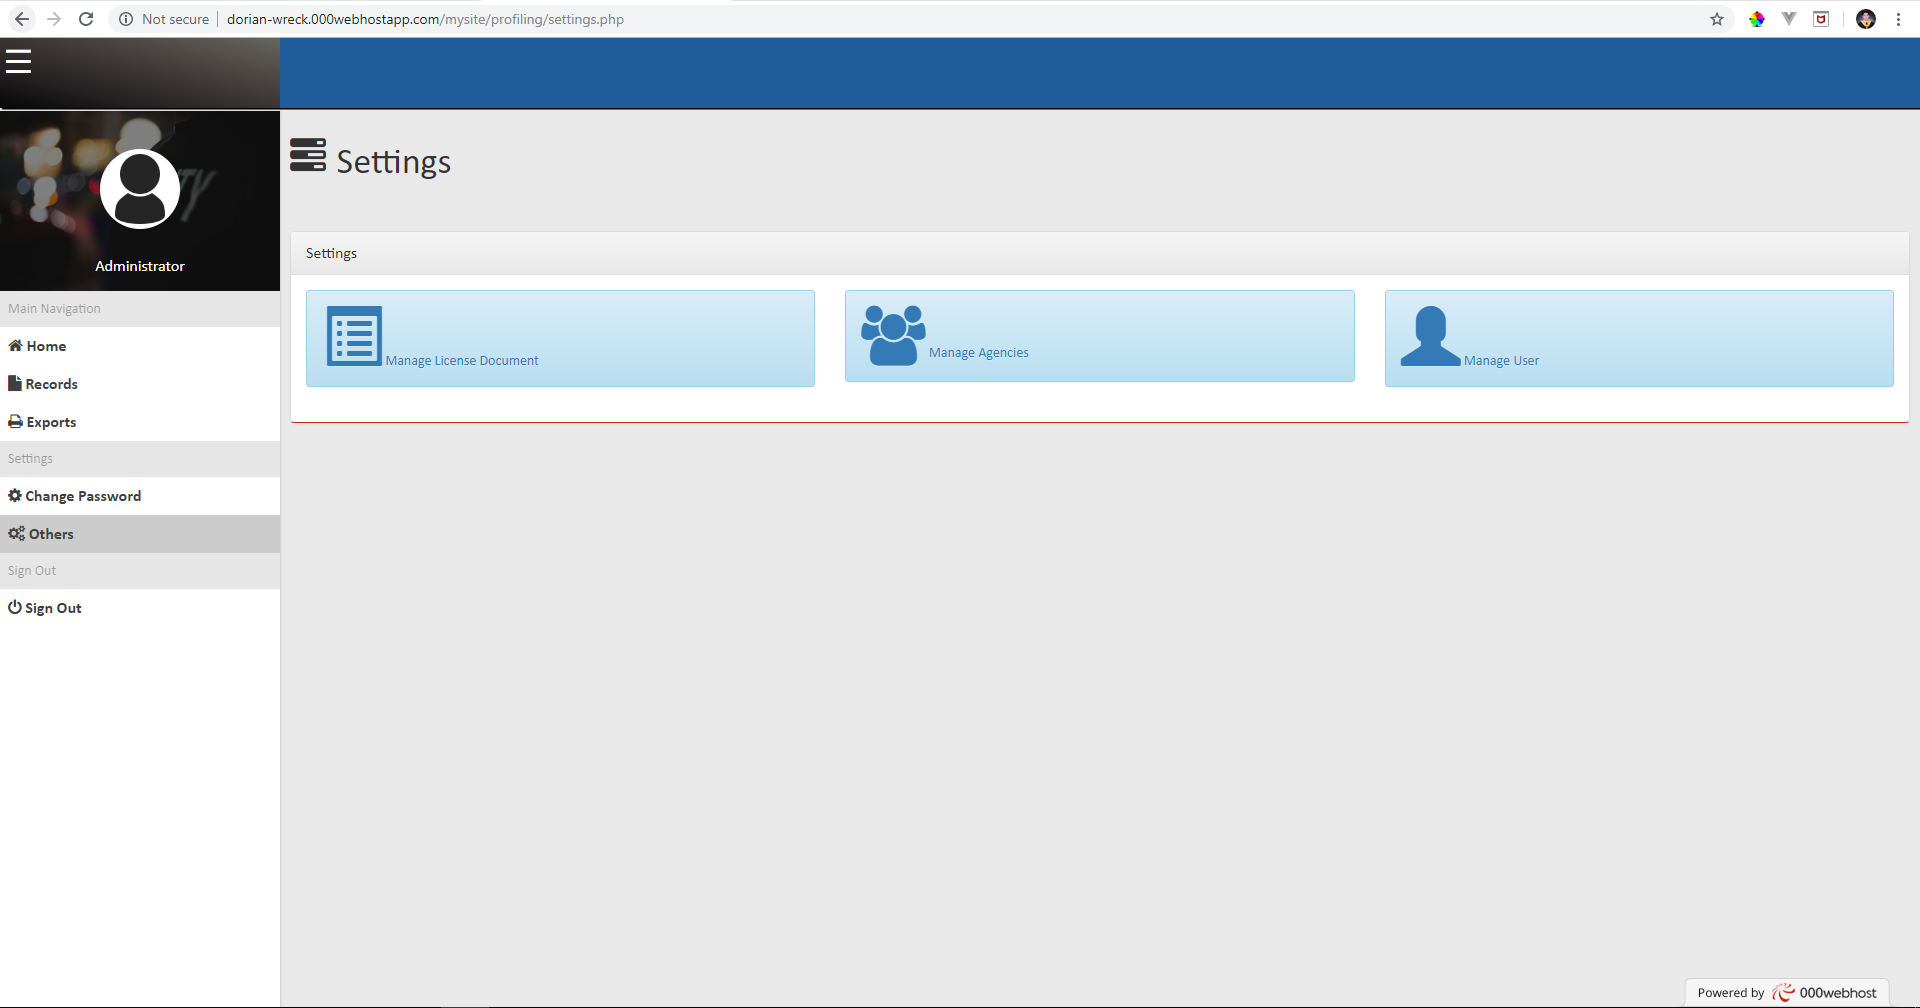 Not secure | dorian-wreck.000webhostapp.com/mysite/profiling/settings.php
Administrator
Main Navigation
Home
Records
Exports
Settings
Change Password
Others
Sign Out
Sign Out
Settings
Settings
Manage License Document
Manage Agencies
Manage User
Powered by 000webhost